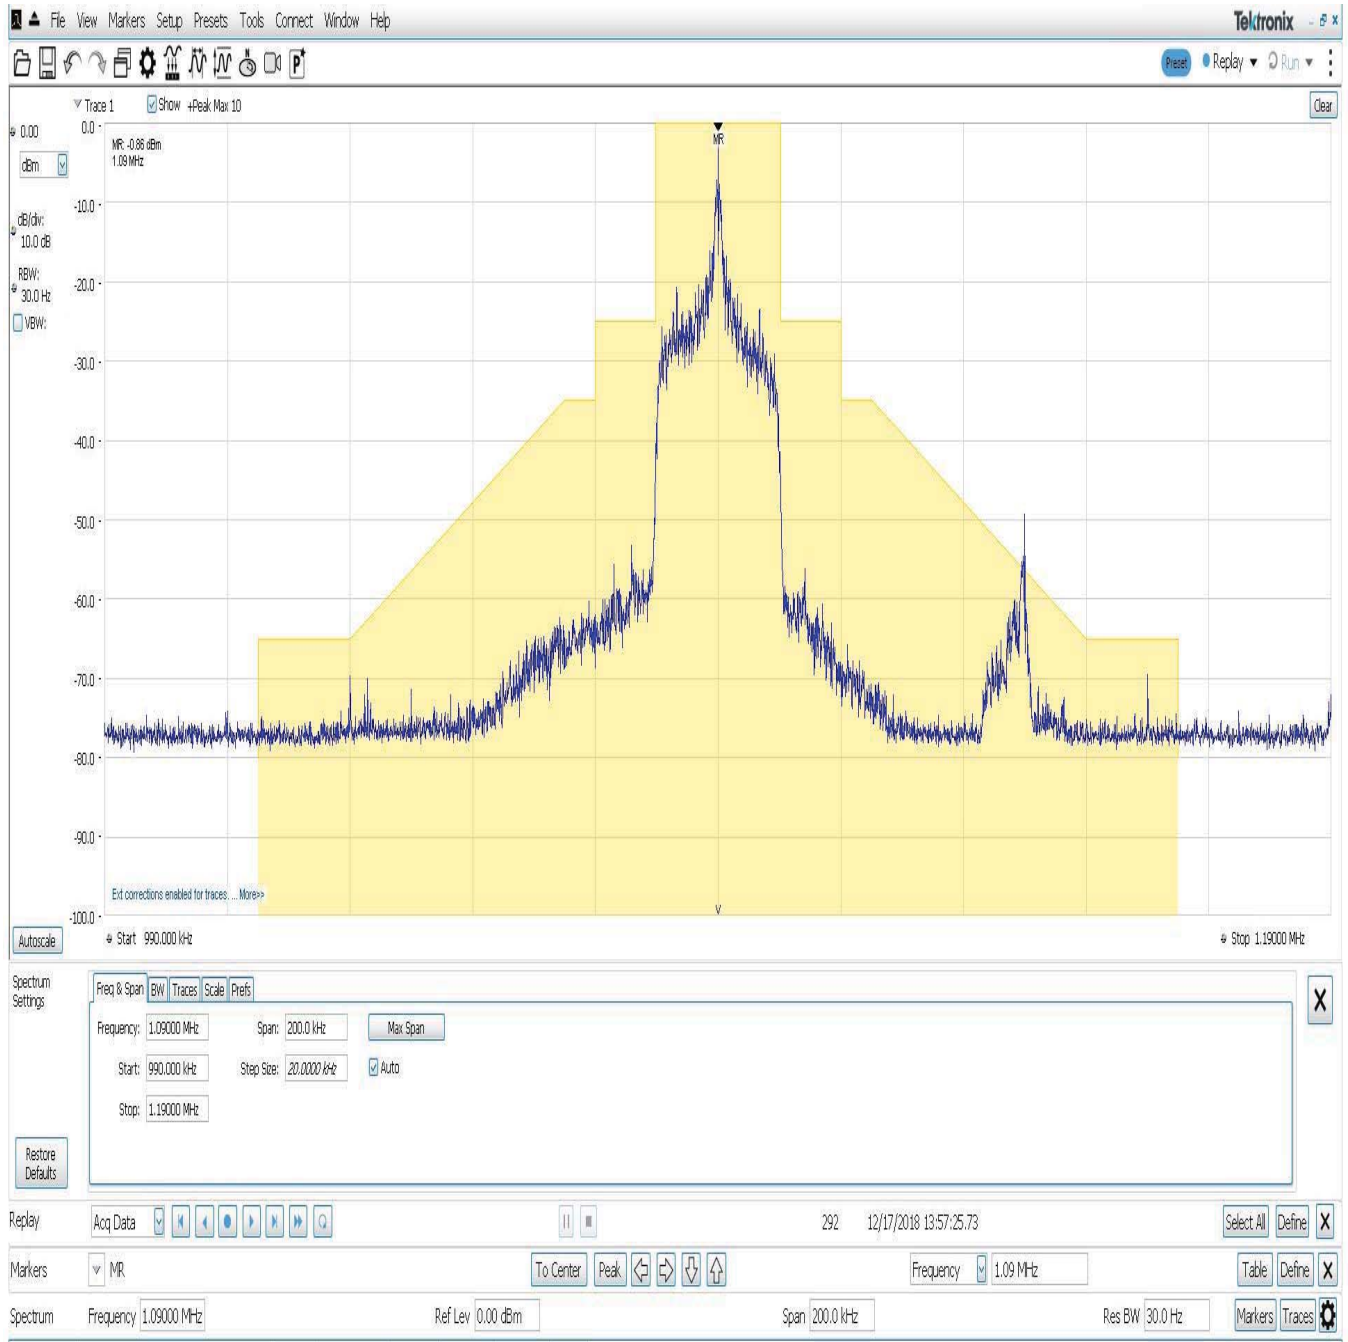 File View Markers Setup Presets Tools Connect Window Help Tektronix
Preset Replay Run
Trace 1 Show +Peak Max 10 Clear
0.00
dBm
dB/div:
10.0 dB
RBW:
30.0 Hz
VBW:
0.0
-10.0
-20.0
-30.0
-40.0
-50.0
-60.0
-70.0
-80.0
-90.0
-100.0
MR: -0.86 dBm
1.09 MHz
MR
Ext corrections enabled for traces. ... More>>
Autoscale Start 990.000 kHz Stop 1.19000 MHz
Spectrum
Settings
Freq & Span BW Traces Scale Prefs
Frequency: 1.09000 MHz Span: 200.0 kHz Max Span
Start: 990.000 kHz Step Size: 20.0000 kHz Auto
Stop: 1.19000 MHz
Restore
Defaults
Replay Acq Data 292 12/17/2018 13:57:25.73 Select All Define X
Markers MR To Center Peak Frequency 1.09 MHz Table Define X
Spectrum Frequency 1.09000 MHz Ref Lev 0.00 dBm Span 200.0 kHz Res BW 30.0 Hz Markers Traces